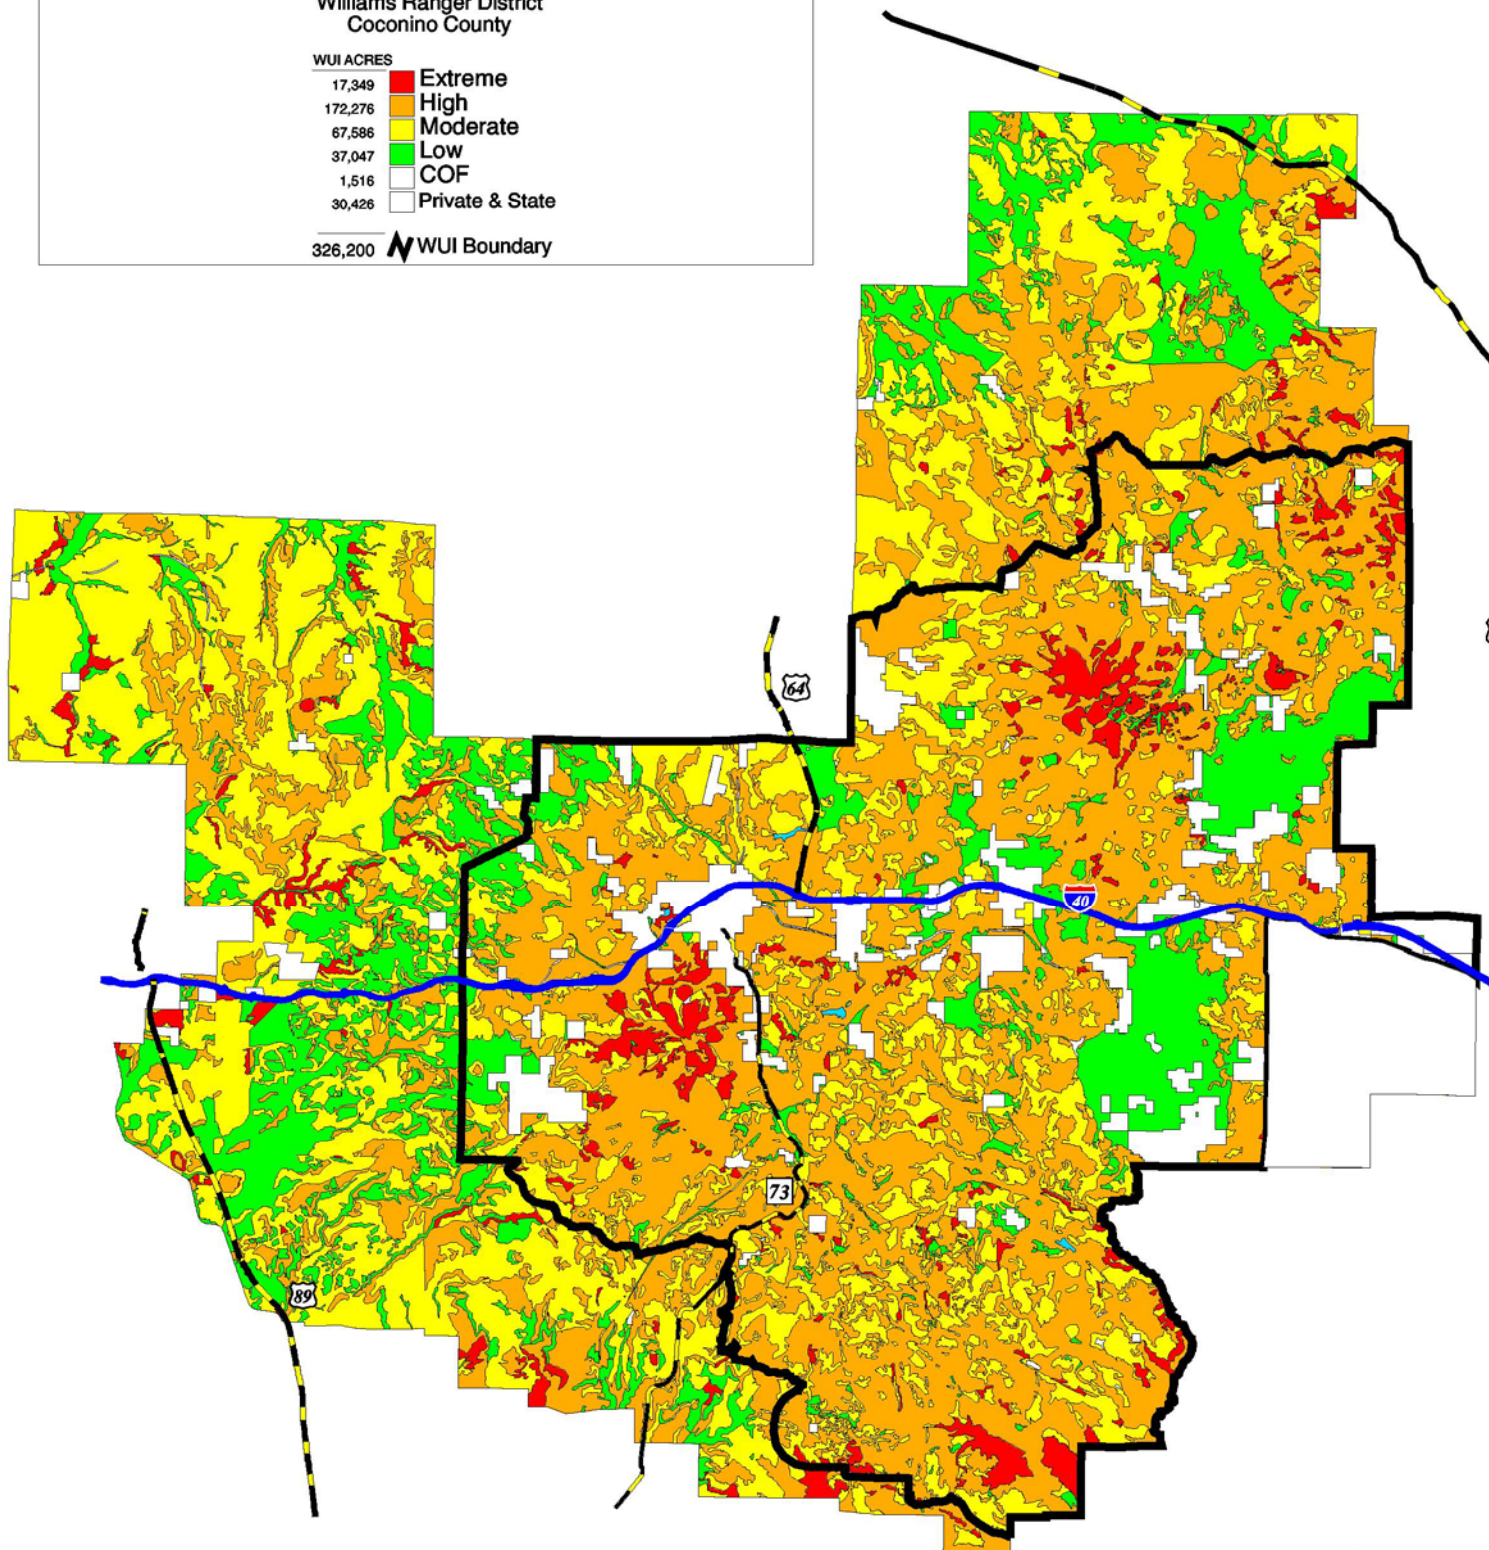 Williams Ranger District
Coconino County
WUI ACRES
17,349 Extreme
172,276 High
67,586 Moderate
37,047 Low
1,516 COF
30,426 Private & State
326,200 WUI Boundary
64
40
73
89